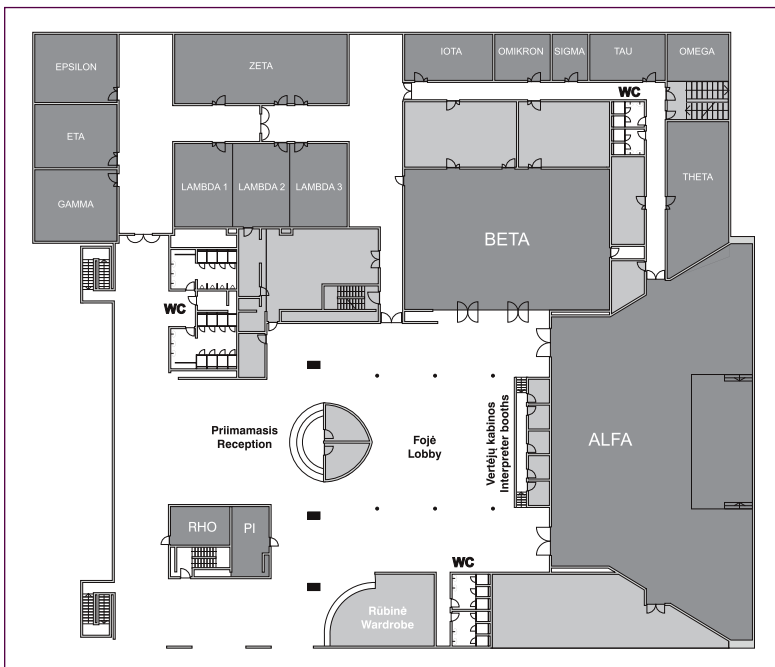 EPSILON
ZETA
IOTA
OMIKRON
SIGMA
TAU
OMEGA
WC
ETA
LAMBDA 1
LAMBDA 2
LAMBDA 3
THETA
GAMMA
BETA
WC
Priimamasis
Reception
Fojė
Lobby
Vertėjų kabinos
Interpreter booths
ALFA
RHO
PI
WC
Rūbinė
Wardrobe